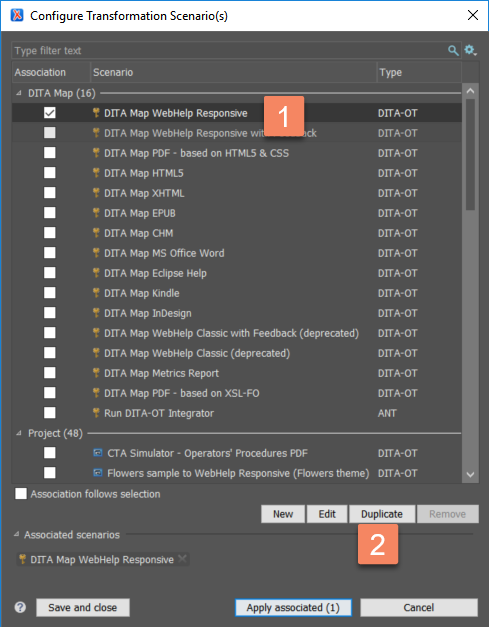 Configure Transformation Scenario(s)
Type filter text
Association Scenario Type
DITA Map (16)
DITA Map WebHelp Responsive 1 DITA-OT
DITA Map WebHelp Responsive with back DITA-OT
DITA Map PDF - based on HTML5 & CSS DITA-OT
DITA Map HTML5 DITA-OT
DITA Map XHTML DITA-OT
DITA Map EPUB DITA-OT
DITA Map CHM DITA-OT
DITA Map MS Office Word DITA-OT
DITA Map Eclipse Help DITA-OT
DITA Map Kindle DITA-OT
DITA Map InDesign DITA-OT
DITA Map WebHelp Classic with Feedback (deprecated) DITA-OT
DITA Map WebHelp Classic (deprecated) DITA-OT
DITA Map Metrics Report DITA-OT
DITA Map PDF - based on XSL-FO DITA-OT
Run DITA-OT Integrator ANT
Project (48)
CTA Simulator - Operators' Procedures PDF DITA-OT
Flowers sample to WebHelp Responsive (Flowers theme) DITA-OT
Association follows selection
New Edit Duplicate Remove
2
Associated scenarios
DITA Map WebHelp Responsive
? Save and close Apply associated (1) Cancel